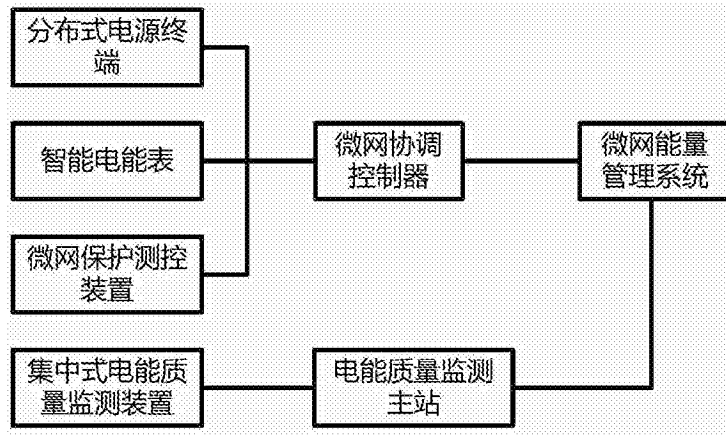 分布式电源终
端
智能电能表
微网协调
控制器
微网能量
管理系统
微网保护测控
装置
集中式电能质
量监测装置
电能质量监测
主站